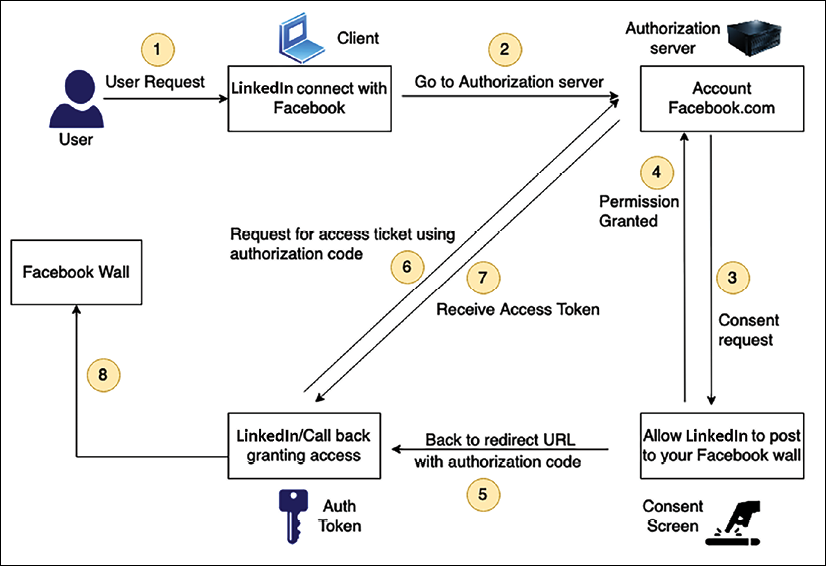 1
User Request
User
Client
LinkedIn connect with
Facebook
2
Go to Authorization server
Authorization
server
Account
Facebook.com
4
Permission
Granted
3
Consent
request
Request for access ticket using
authorization code
6
7
Receive Access Token
Facebook Wall
8
LinkedIn/Call back
granting access
Auth
Token
Back to redirect URL
with authorization code
5
Allow LinkedIn to post
to your Facebook wall
Consent
Screen